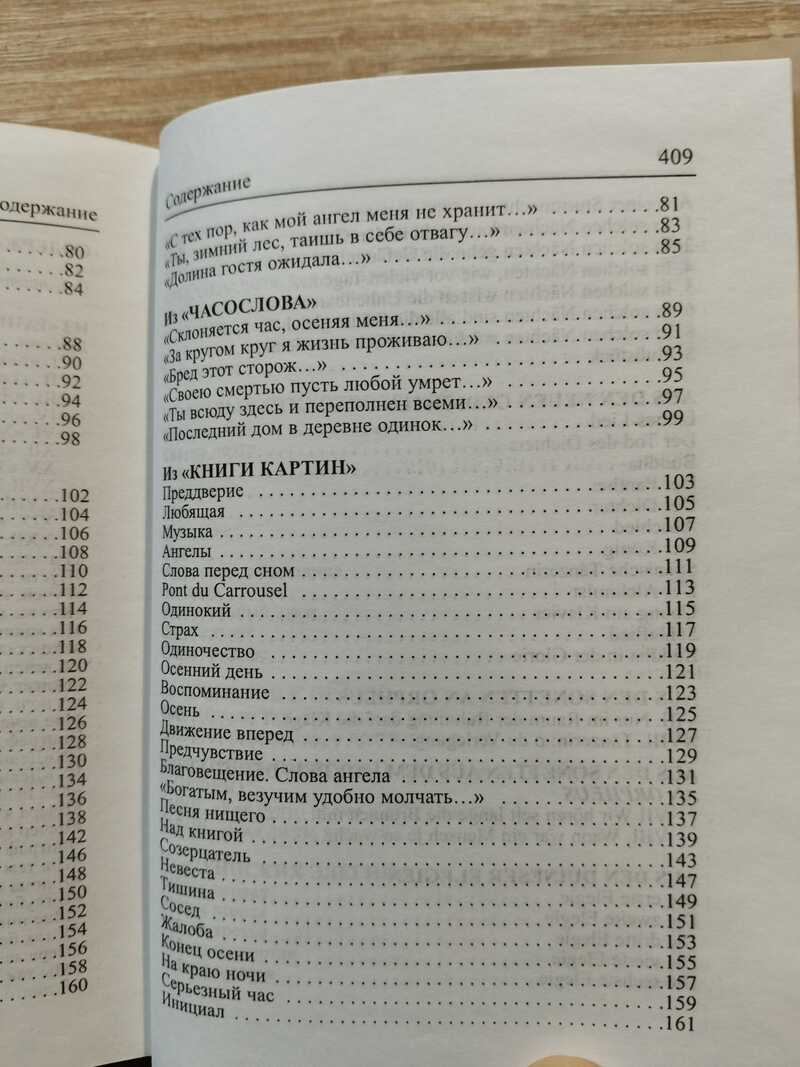 одержание
. . . . . .80
. . . . . .82
. . . . . .84
. . . . . .88
. . . . . .90
. . . . . .92
. . . . . .94
. . . . . .96
. . . . . .98
. . . . . .102
. . . . . .104
. . . . . .106
. . . . . .108
. . . . . .110
. . . . . .112
. . . . . .114
. . . . . .116
. . . . . .118
. . . . . .120
. . . . . .122
. . . . . .124
. . . . . .126
. . . . . .128
. . . . . .130
. . . . . .134
. . . . . .136
. . . . . .138
. . . . . .142
. . . . . .146
. . . . . .148
. . . . . .150
. . . . . .152
. . . . . .154
. . . . . .156
. . . . . .158
. . . . . .160
Содержание 409
«С тех пор, как мой ангел меня не хранит…» . . . . . . . . . .81
«Ты, зимний лес, таишь в себе отвагу…» . . . . . . . . . .83
«Долина гостя ожидала…» . . . . . . . . . .85
Из «ЧАСОСЛОВА»
«Склоняется час, осеняя меня…» . . . . . . . . . .89
«За кругом круг я жизнь проживаю…» . . . . . . . . . .91
«Бред этот сторож…» . . . . . . . . . .93
«Своею смертью пусть любой умрет…» . . . . . . . . . .95
«Ты всюду здесь и переполнен всеми…» . . . . . . . . . .97
«Последний дом в деревне одинок…» . . . . . . . . . .99
Из «КНИГИ КАРТИН»
Преддверие . . . . . . . . . .103
Любящая . . . . . . . . . .105
Музыка . . . . . . . . . .107
Ангелы . . . . . . . . . .109
Слова перед сном . . . . . . . . . .111
Pont du Carrousel . . . . . . . . . .113
Одинокий . . . . . . . . . .115
Страх . . . . . . . . . .117
Одиночество . . . . . . . . . .119
Осенний день . . . . . . . . . .121
Воспоминание . . . . . . . . . .123
Осень . . . . . . . . . .125
Движение вперед . . . . . . . . . .127
Предчувствие . . . . . . . . . .129
Благовещение. Слова ангела . . . . . . . . . .131
«Богатым, везучим удобно молчать…» . . . . . . . . . .135
Песня нищего . . . . . . . . . .137
Над книгой . . . . . . . . . .139
Созерцатель . . . . . . . . . .143
Невеста . . . . . . . . . .147
Тишина . . . . . . . . . .149
Сосед . . . . . . . . . .151
Жалоба . . . . . . . . . .153
Конец осени . . . . . . . . . .155
На краю ночи . . . . . . . . . .157
Серьезный час . . . . . . . . . .159
Инициал . . . . . . . . . .161